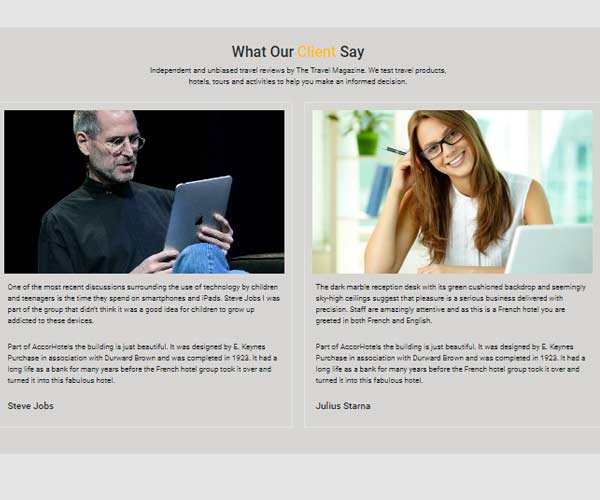 What Our Client Say
Independent and unbiased travel reviews by The Travel Magazine. We test travel products,
hotels, tours and activities to help you make an informed decision.
One of the most recent discussions surrounding the use of technology by children
and teenagers is the time they spend on smartphones and iPads. Steve Jobs I was
part of the group that didn't think it was a good idea for children to grow up
addicted to these devices.
Part of AccorHotels the building is just beautiful. It was designed by E. Keynes
Purchase in association with Durward Brown and was completed in 1923. It had a
long life as a bank for many years before the French hotel group took it over and
turned it into this fabulous hotel.
Steve Jobs
The dark marble reception desk with its green cushioned backdrop and seemingly
sky-high ceilings suggest that pleasure is a serious business delivered with
precision. Staff are amazingly attentive and as this is a French hotel you are
greeted in both French and English.
Part of AccorHotels the building is just beautiful. It was designed by E. Keynes
Purchase in association with Durward Brown and was completed in 1923. It had a
long life as a bank for many years before the French hotel group took it over and
turned it into this fabulous hotel.
Julius Starna